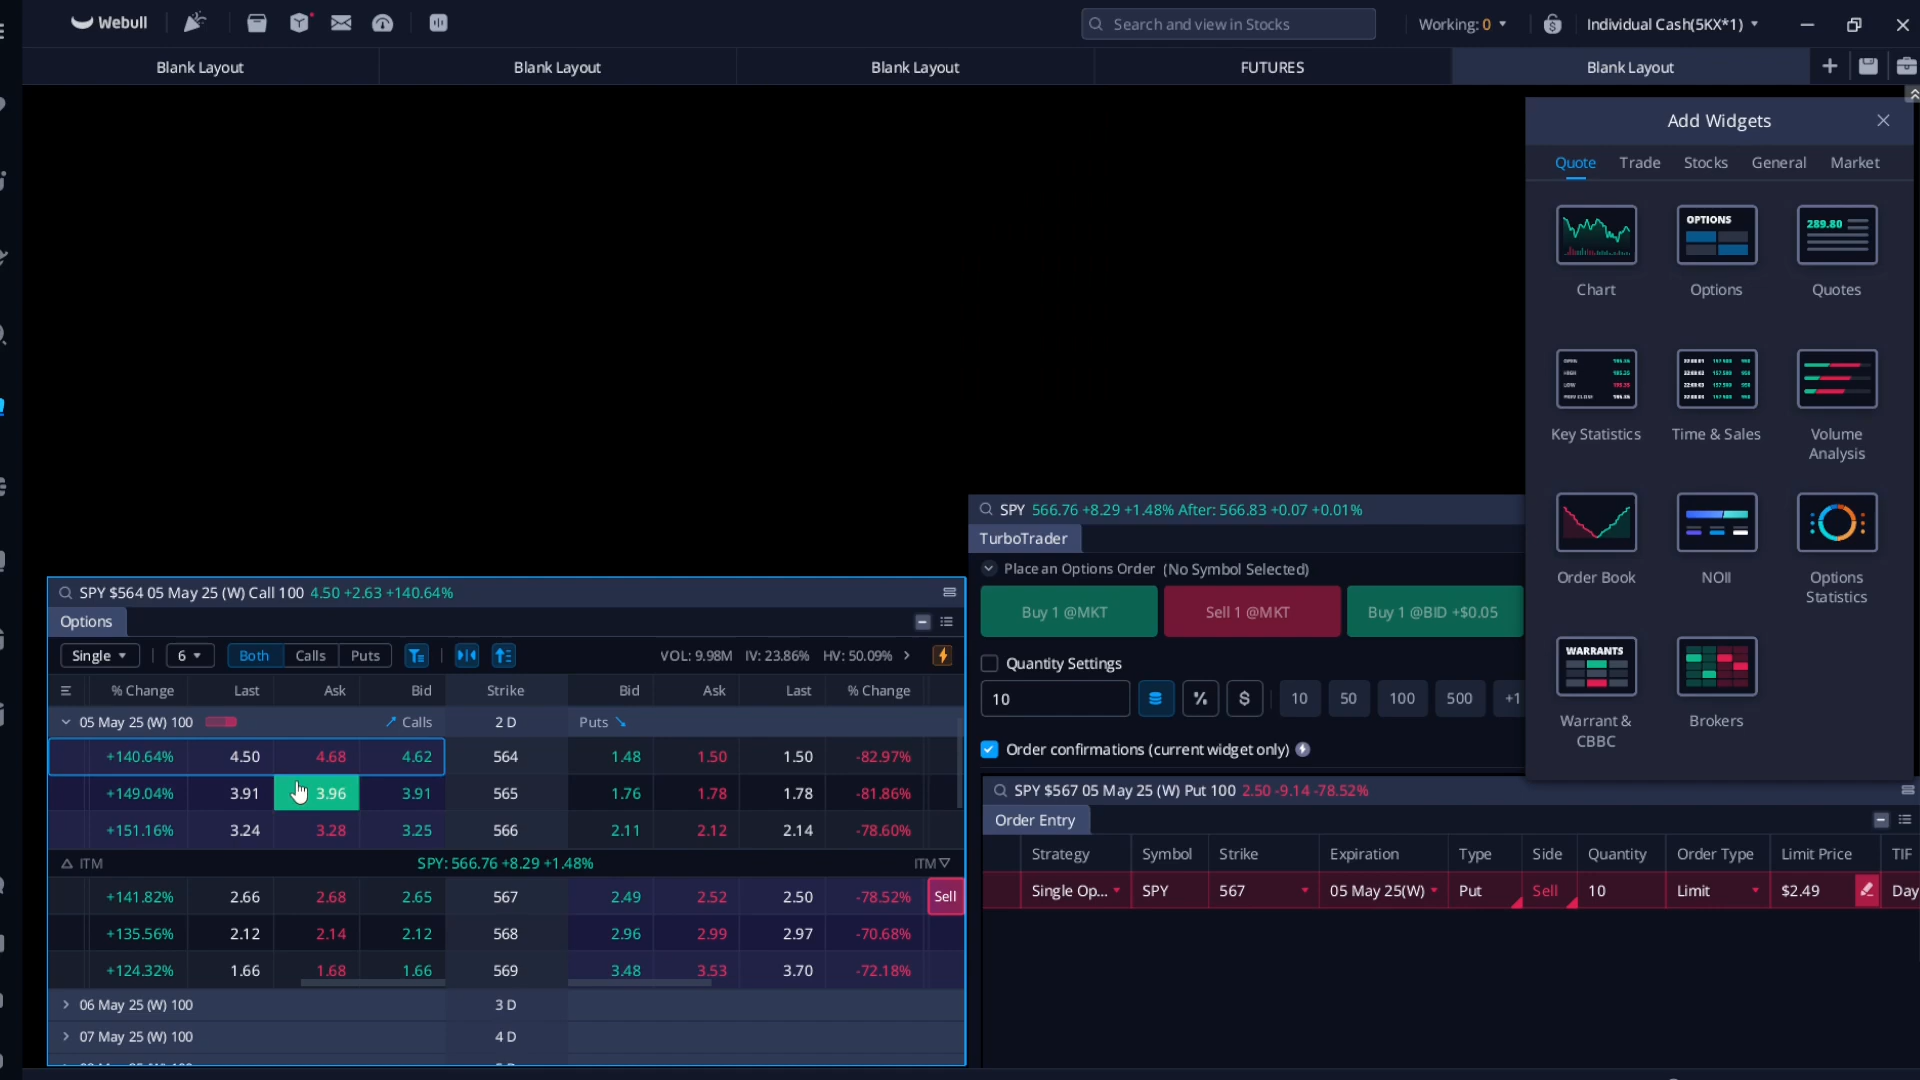 Webull
Search and view in Stocks
Working: 0
Individual Cash(5KX*1)
Blank Layout
Blank Layout
Blank Layout
FUTURES
Blank Layout
Add Widgets
Quote Trade Stocks General Market
OPTIONS
289.80
Chart
Options
Quotes
Key Statistics
Time & Sales
Volume
Analysis
Order Book
NOII
Options
Statistics
WARRANTS
Warrant &
CBBC
Brokers
SPY 566.76 +8.29 +1.48% After: 566.83 +0.07 +0.01%
TurboTrader
Place an Options Order (No Symbol Selected)
Buy 1 @MKT
Sell 1 @MKT
Buy 1 @BID +$0.05
Quantity Settings
10 % $ 10 50 100 500 +1
Order confirmations (current widget only)
SPY $564 05 May 25 (W) Call 100 4.50 +2.63 +140.64%
Options
Single 6 Both Calls Puts VOL: 9.98M IV: 23.86% HV: 50.09%
% Change Last Ask Bid Strike Bid Ask Last % Change
05 May 25 (W) 100 Calls 2 D Puts
+140.64% 4.50 4.68 4.62 564 1.48 1.50 1.50 -82.97%
+149.04% 3.91 3.96 3.91 565 1.76 1.78 1.78 -81.86%
+151.16% 3.24 3.28 3.25 566 2.11 2.12 2.14 -78.60%
ITM SPY: 566.76 +8.29 +1.48% ITM
+141.82% 2.66 2.68 2.65 567 2.49 2.52 2.50 -78.52% Sell
+135.56% 2.12 2.14 2.12 568 2.96 2.99 2.97 -70.68%
+124.32% 1.66 1.68 1.66 569 3.48 3.53 3.70 -72.18%
06 May 25 (W) 100 3 D
07 May 25 (W) 100 4 D
SPY $567 05 May 25 (W) Put 100 2.50 -9.14 -78.52%
Order Entry
Strategy Symbol Strike Expiration Type Side Quantity Order Type Limit Price TIF
Single Op... SPY 567 05 May 25(W) Put Sell 10 Limit $2.49 Day